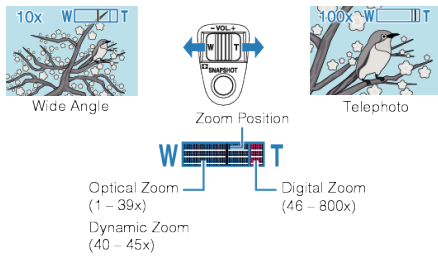 10x W T
- VOL. +
W T
SNAPSHOT
100x W T
Wide Angle
Telephoto
Zoom Position
W T
Optical Zoom
(1 – 39x)
Digital Zoom
(46 – 800x)
Dynamic Zoom
(40 – 45x)